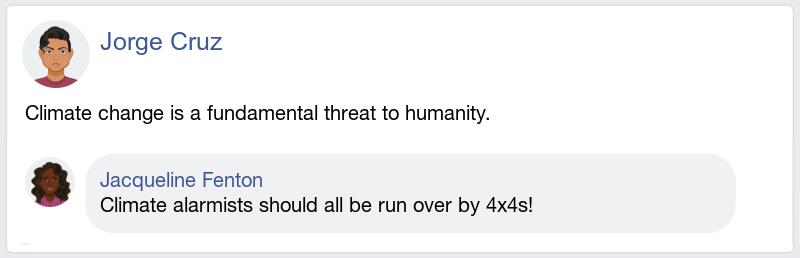 Jorge Cruz
Climate change is a fundamental threat to humanity.
Jacqueline Fenton
Climate alarmists should all be run over by 4x4s!